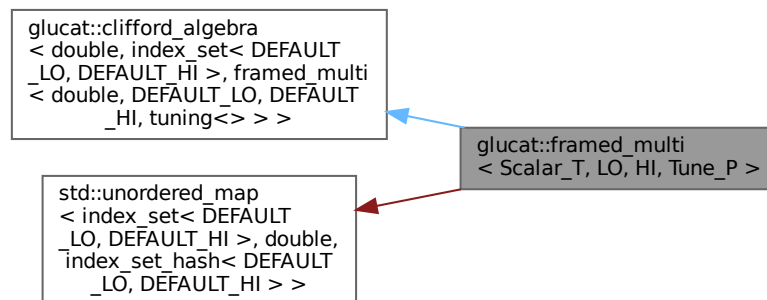 glucat::clifford_algebra
< double, index_set< DEFAULT
_LO, DEFAULT_HI >, framed_multi
< double, DEFAULT_LO, DEFAULT
_HI, tuning<> > >
glucat::framed_multi
< Scalar_T, LO, HI, Tune_P >
std::unordered_map
< index_set< DEFAULT
_LO, DEFAULT_HI >, double,
index_set_hash< DEFAULT
_LO, DEFAULT_HI > >